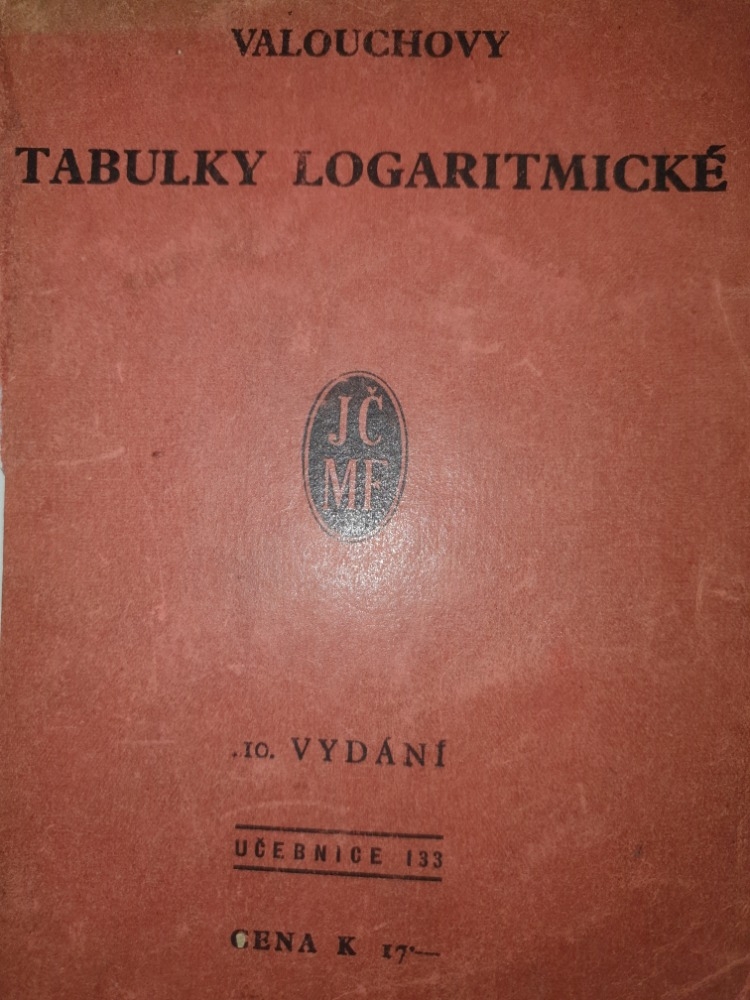 VALOUCHOVY
TABULKY LOGARITMICKÉ
JČ
MF
10. VYDÁNÍ
UČEBNICE 133
CENA K 17·—